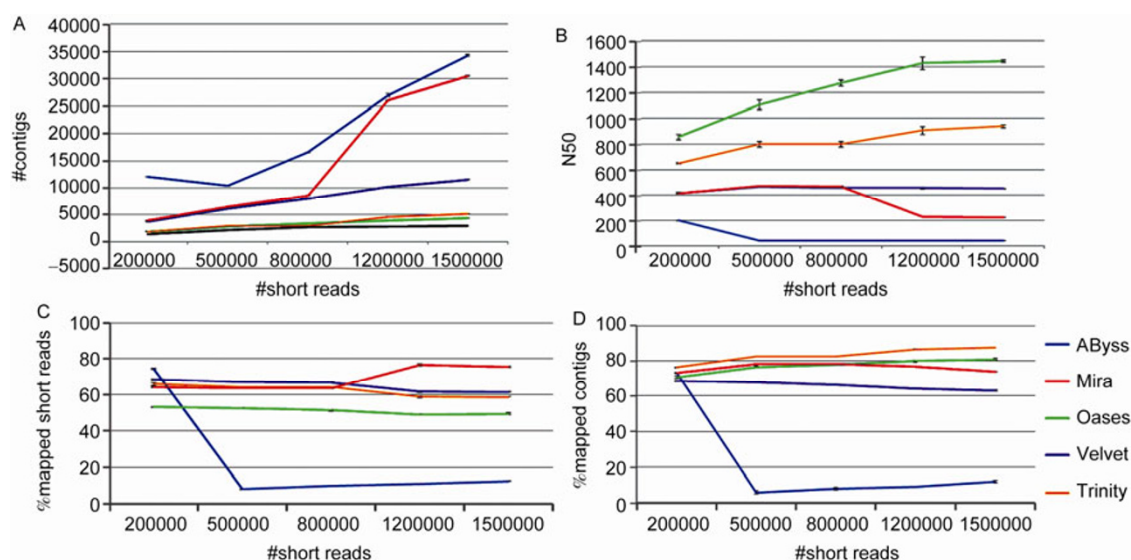 A
40000
35000
30000
25000
20000
15000
10000
5000
0
−5000
#contigs
200000 500000 800000 1200000 1500000
#short reads
B
1600
1400
1200
1000
800
600
400
200
0
N50
200000 500000 800000 1200000 1500000
#short reads
C
100
80
60
40
20
0
%mapped short reads
200000 500000 800000 1200000 1500000
#short reads
D
100
80
60
40
20
0
%mapped contigs
200000 500000 800000 1200000 1500000
#short reads
AByss
Mira
Oases
Velvet
Trinity